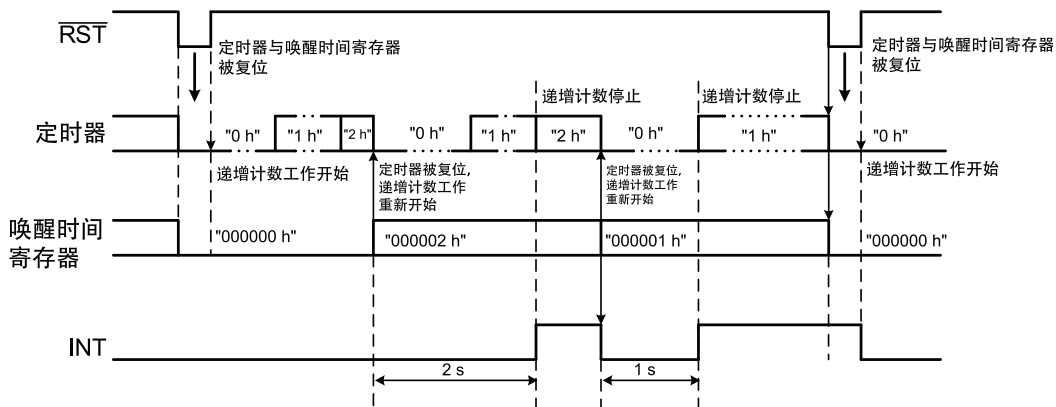 RST
定时器与唤醒时间寄存器
被复位
定时器与唤醒时间寄存器
被复位
递增计数停止
递增计数停止
定时器
"0 h"
"1 h"
"2 h"
"0 h"
"1 h"
"2 h"
"0 h"
"1 h"
"0 h"
递增计数工作开始
定时器被复位,
递增计数工作
重新开始
定时器被复位,
递增计数工作
重新开始
递增计数工作开始
唤醒时间
寄存器
"000000 h"
"000002 h"
"000001 h"
"000000 h"
INT
2 s
1 s